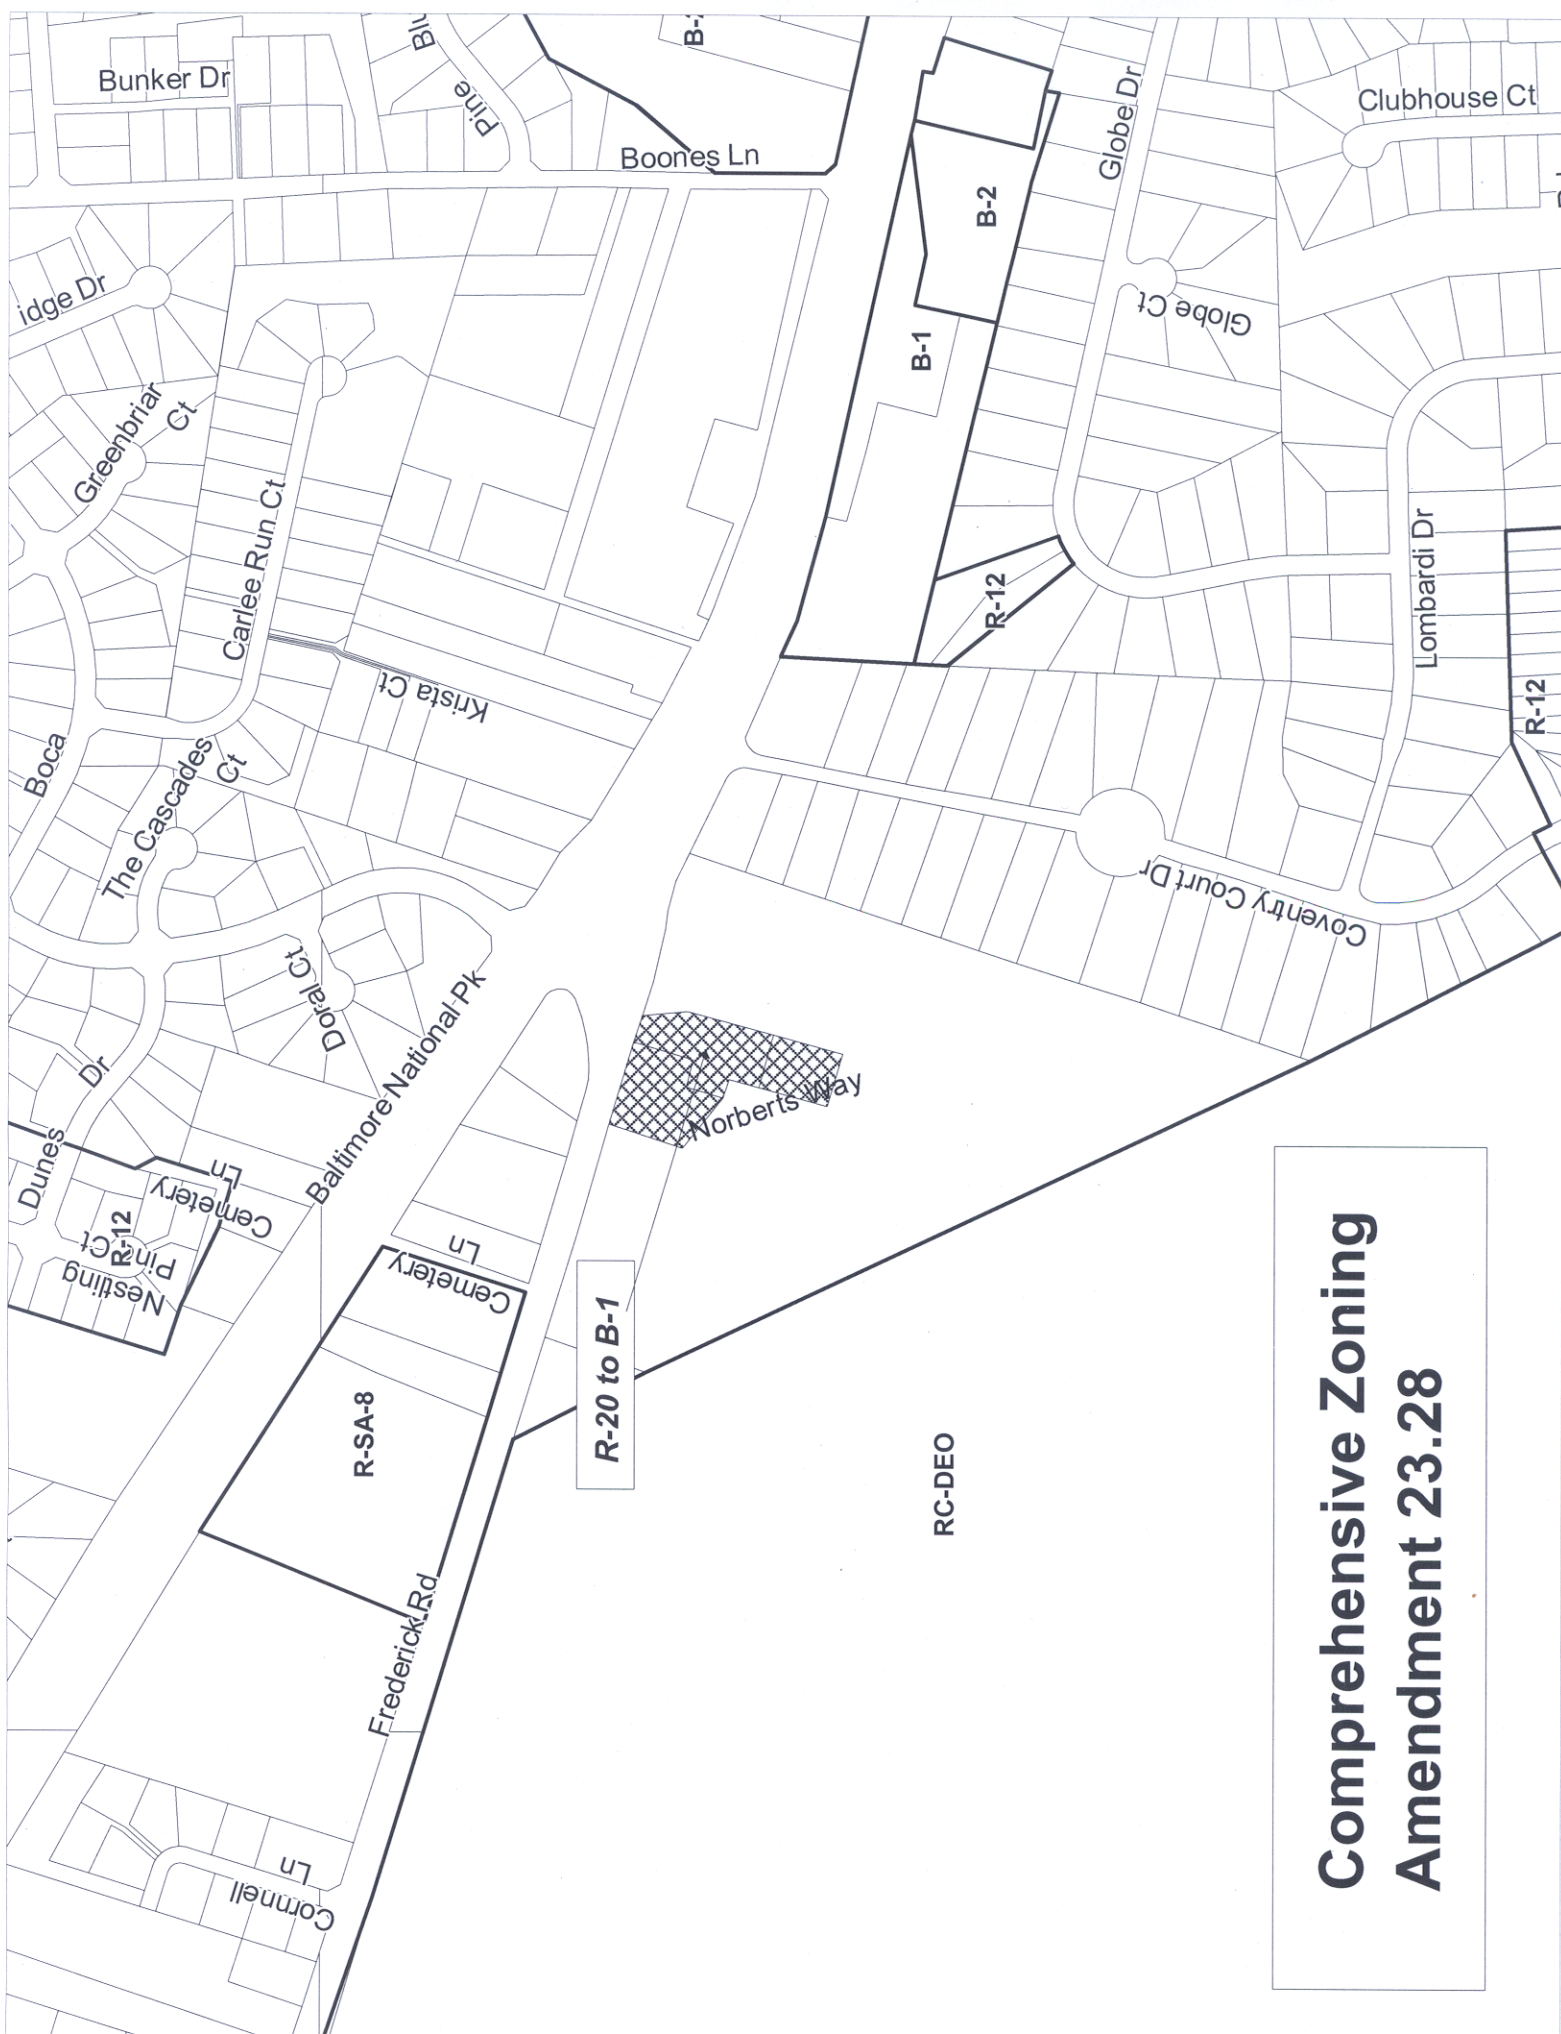 Bunker Dr
Pine
Boones Ln
Globe Dr
Clubhouse Ct
B-2
Globe Ct
idge Dr
B-1
Greenbriar
Ct
Carlee Run Ct
R-12
Lombardi Dr
Krista Ct
R-12
Boca
The Cascades
Ct
Coventry Court Dr
Doral Ct
Baltimore National Pk
Dr
Norberts Way
Dunes
Cemetery
Ln
R-12
Nestling
Pine Ct
Cemetery
Ln
R-20 to B-1
R-SA-8
RC-DEO
Frederick Rd
Cornnell
Ln
Comprehensive Zoning
Amendment 23.28